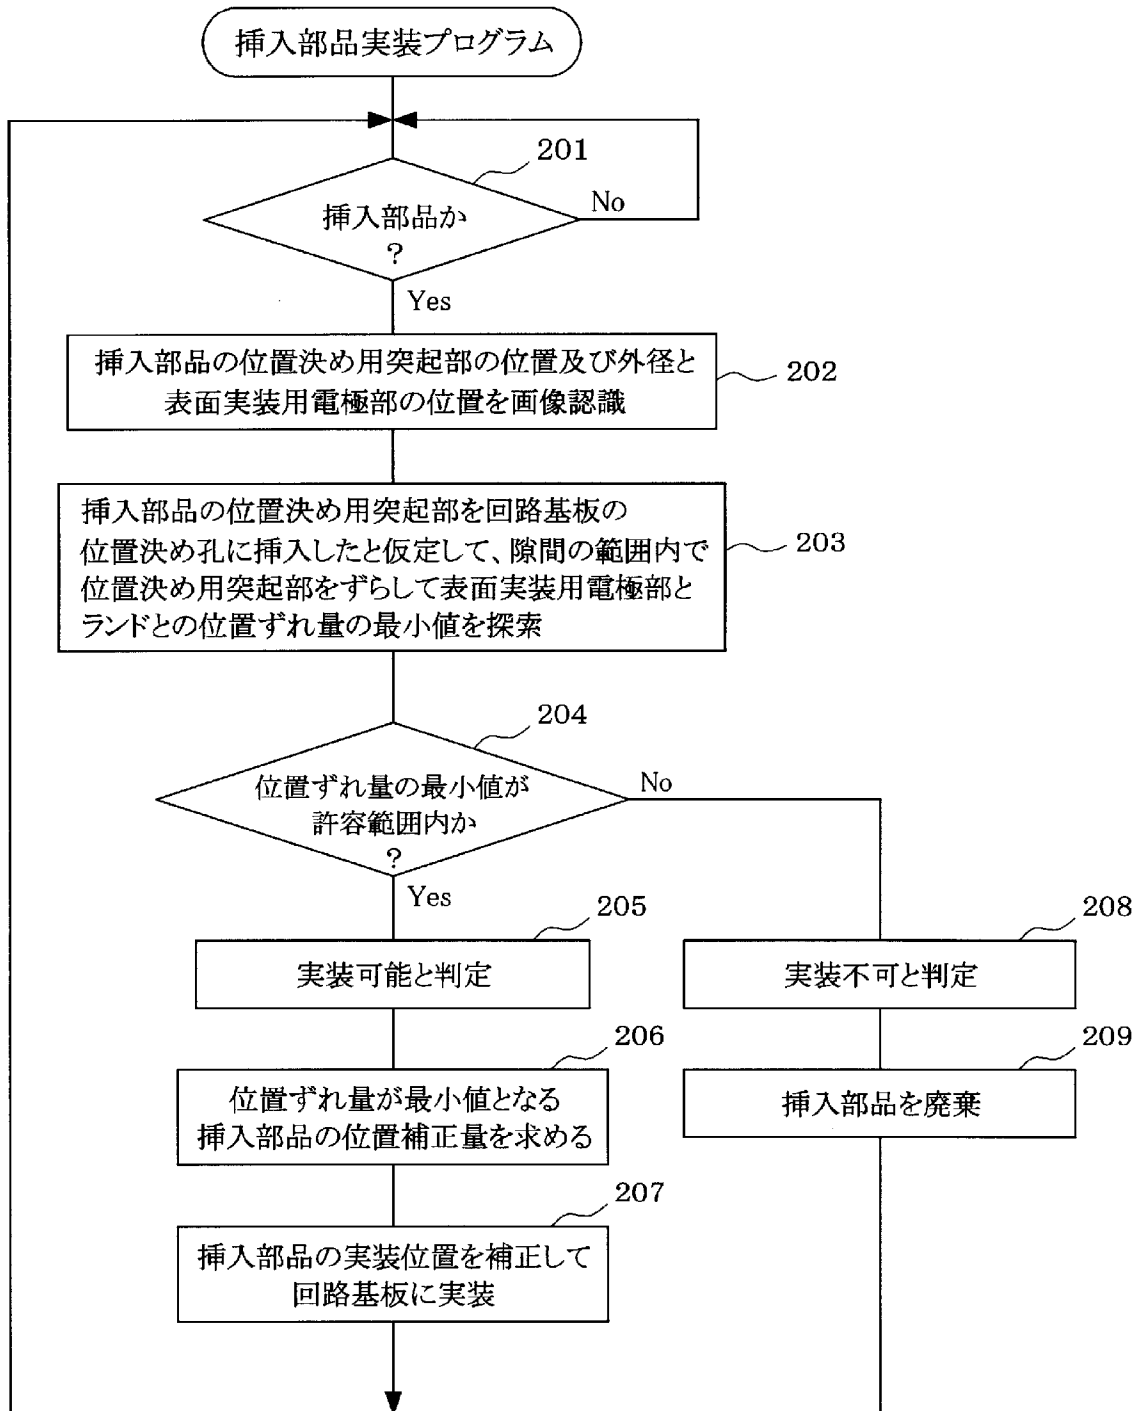 挿入部品実装プログラム
201
挿入部品か
?
No
Yes
挿入部品の位置決め用突起部の位置及び外径と
表面実装用電極部の位置を画像認識
202
挿入部品の位置決め用突起部を回路基板の
位置決め孔に挿入したと仮定して、隙間の範囲内で
位置決め用突起部をずらして表面実装用電極部と
ランドとの位置ずれ量の最小値を探索
203
204
位置ずれ量の最小値が
許容範囲内か
?
No
Yes
205
実装可能と判定
208
実装不可と判定
206
位置ずれ量が最小値となる
挿入部品の位置補正量を求める
209
挿入部品を廃棄
207
挿入部品の実装位置を補正して
回路基板に実装